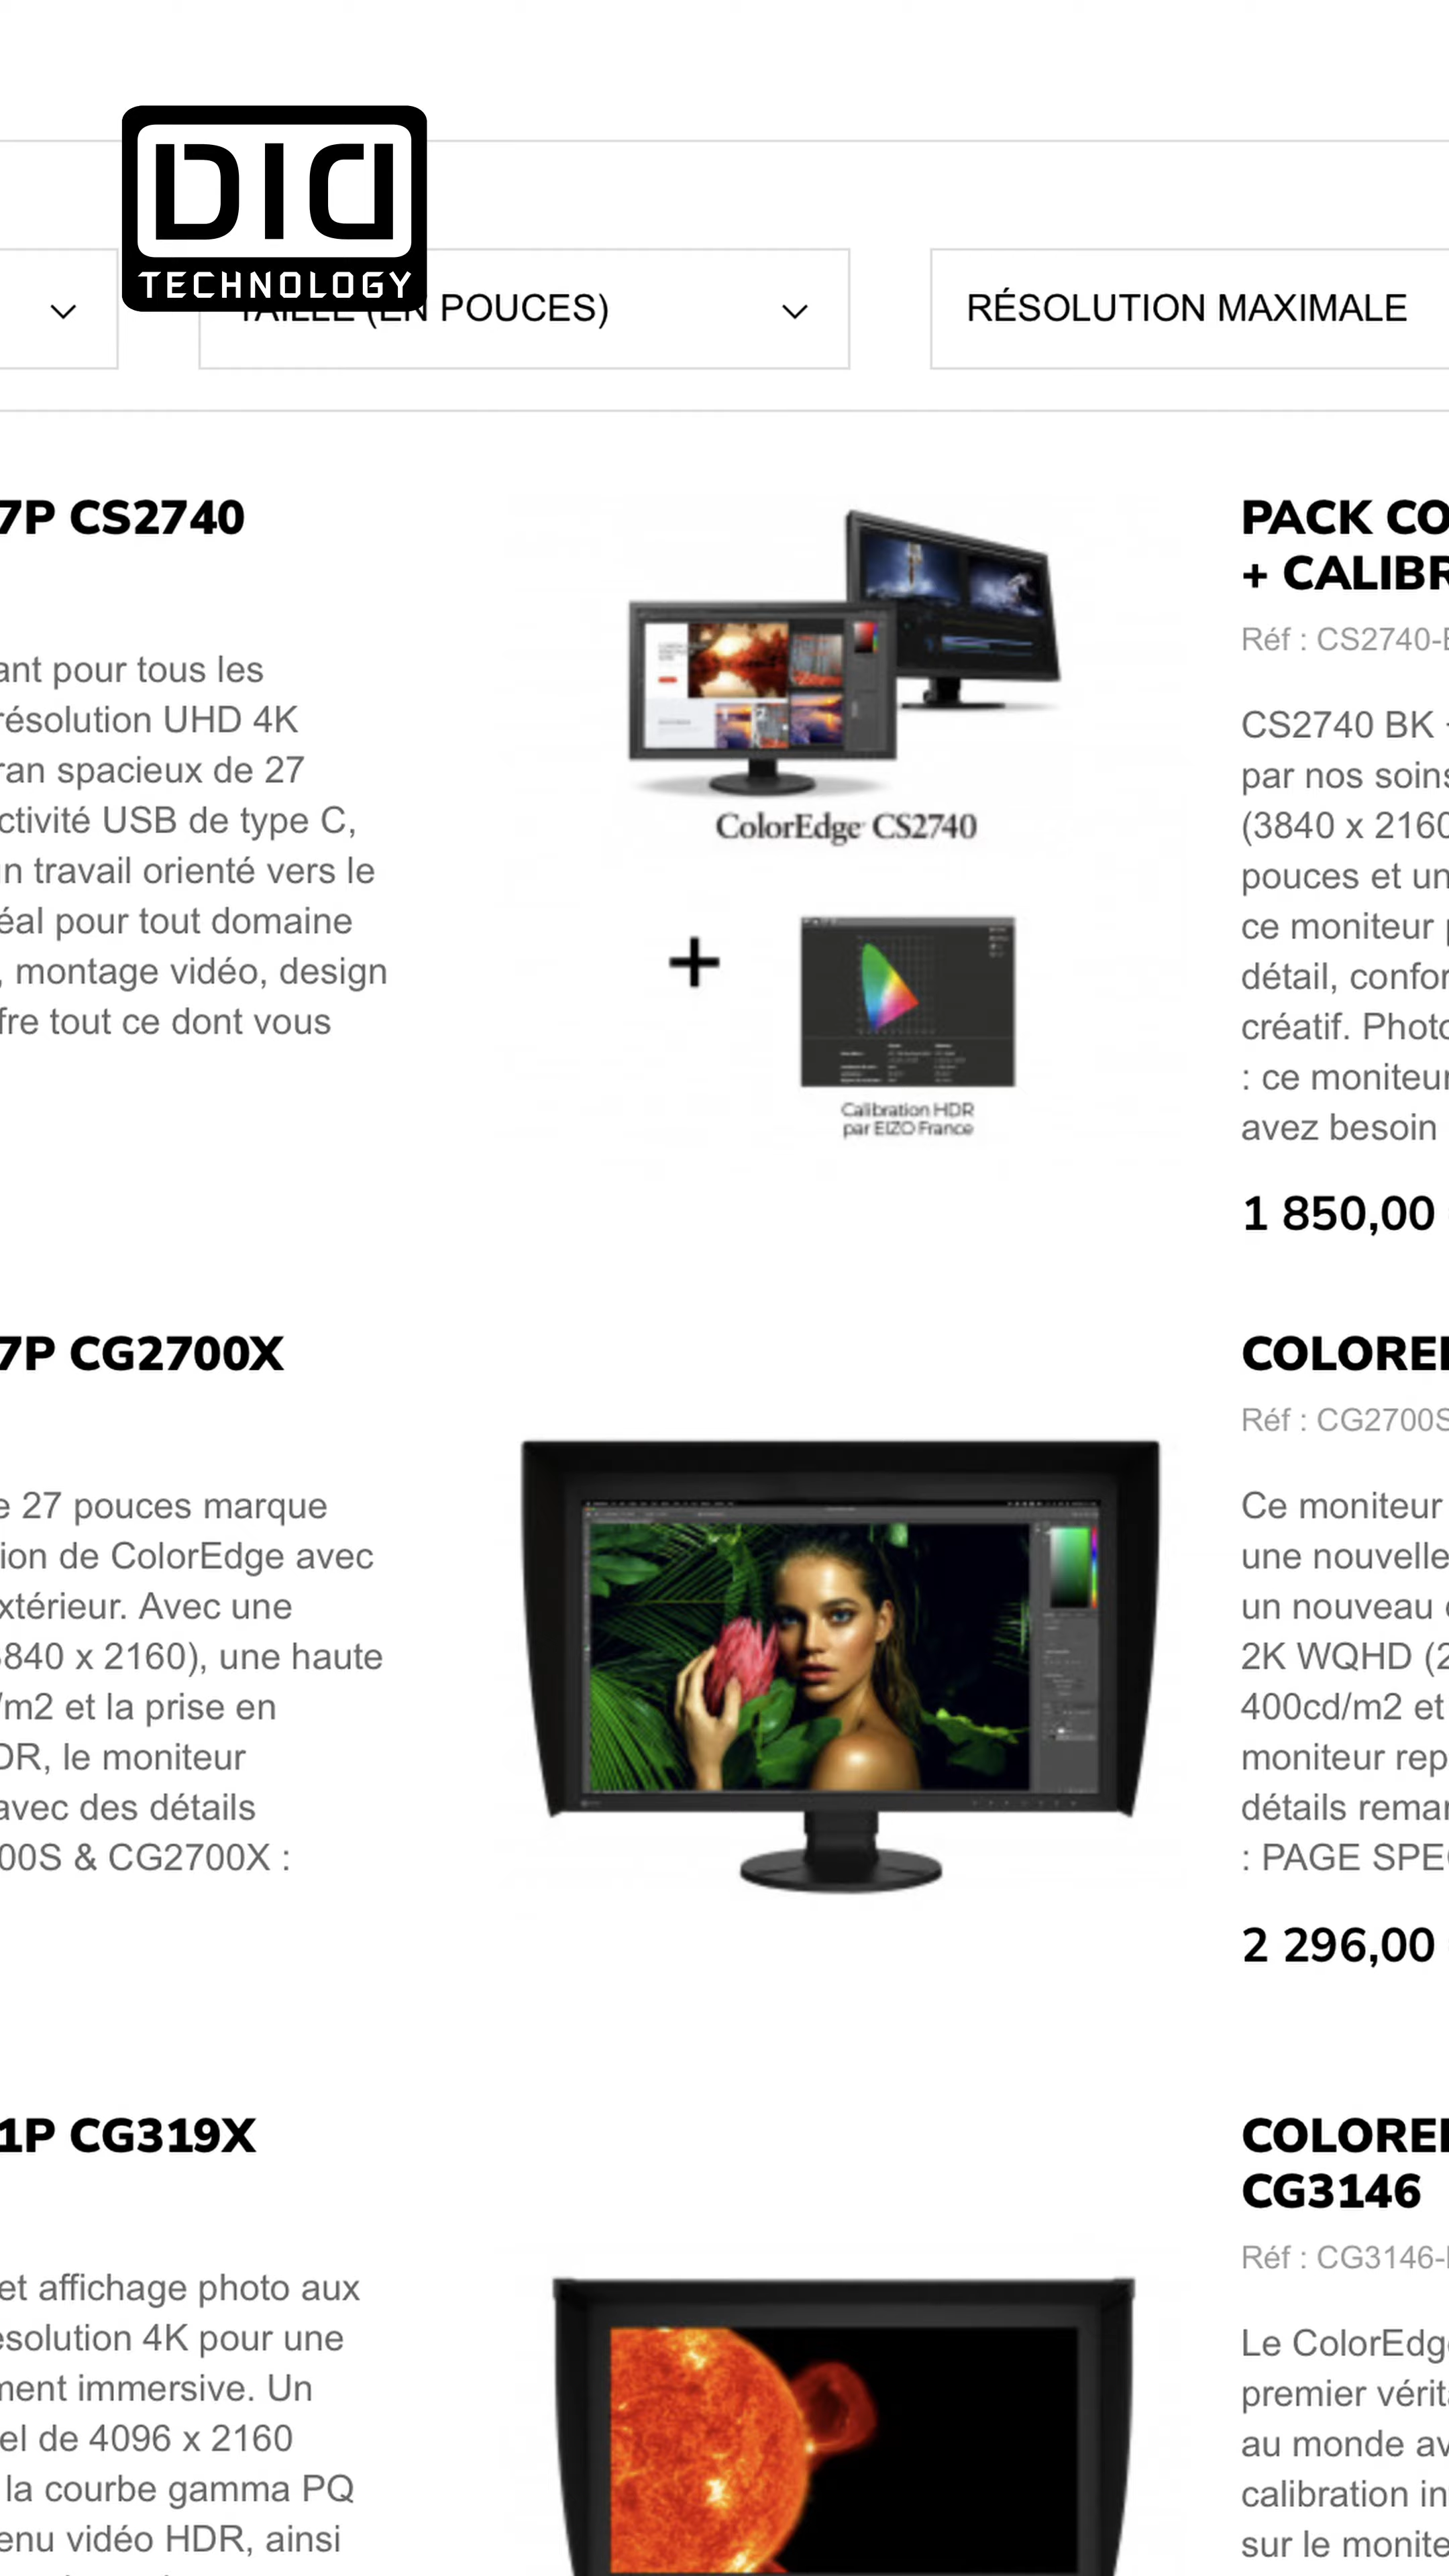 DID
TECHNOLOGY
TAILLE (EN POUCES)
RÉSOLUTION MAXIMALE
7P CS2740
ant pour tous les
résolution UHD 4K
ran spacieux de 27
ctivité USB de type C,
n travail orienté vers le
éal pour tout domaine
, montage vidéo, design
fre tout ce dont vous
ColorEdge CS2740
+
Calibration HDR
par EIZO France
PACK CO
+ CALIBR
Réf : CS2740-
CS2740 BK
par nos soins
(3840 x 2160
pouces et un
ce moniteur
détail, confor
créatif. Photo
: ce moniteur
avez besoin
1 850,00
7P CG2700X
e 27 pouces marque
ion de ColorEdge avec
xtérieur. Avec une
3840 x 2160), une haute
/m2 et la prise en
DR, le moniteur
avec des détails
00S & CG2700X :
COLORE
Réf : CG2700S
Ce moniteur
une nouvelle
un nouveau
2K WQHD (2
400cd/m2 et
moniteur rep
détails remar
: PAGE SPE
2 296,00
1P CG319X
et affichage photo aux
ésolution 4K pour une
ment immersive. Un
el de 4096 x 2160
la courbe gamma PQ
enu vidéo HDR, ainsi
COLORE
CG3146
Réf : CG3146-
Le ColorEdg
premier vérit
au monde av
calibration in
sur le monite